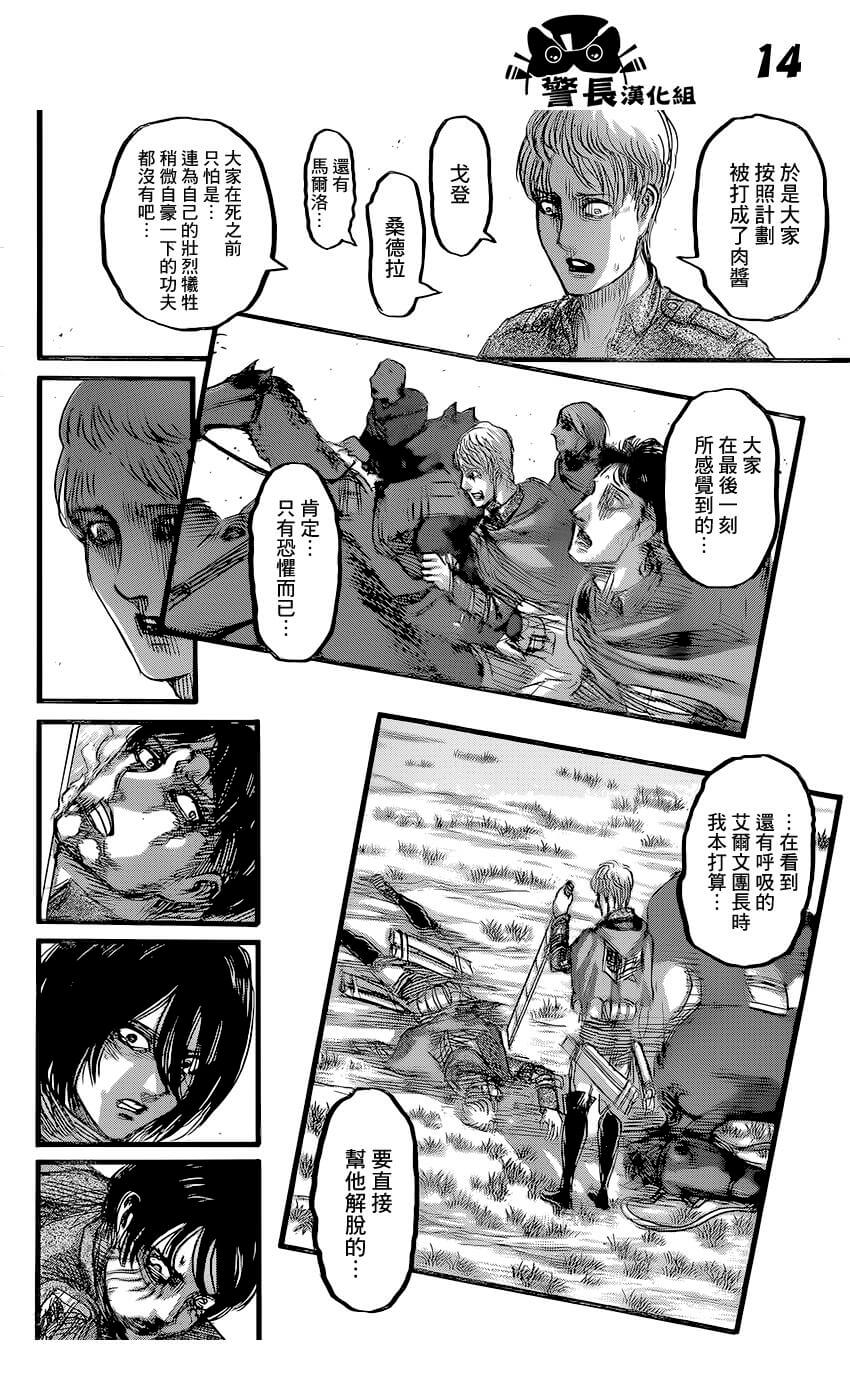 警長漢化組
14
於是大家
按照計劃
被打成了肉醬
戈登
桑德拉
還有
馬爾洛…
大家在死之前
只怕是…
連為自己的壯烈犧牲
稍微自豪一下的功夫
都沒有吧…
大家
在最後一刻
所感覺到的…
肯定…
只有恐懼而已…
…在看到
還有呼吸的
艾爾文團長時
我本打算…
要直接
幫他解脫的…